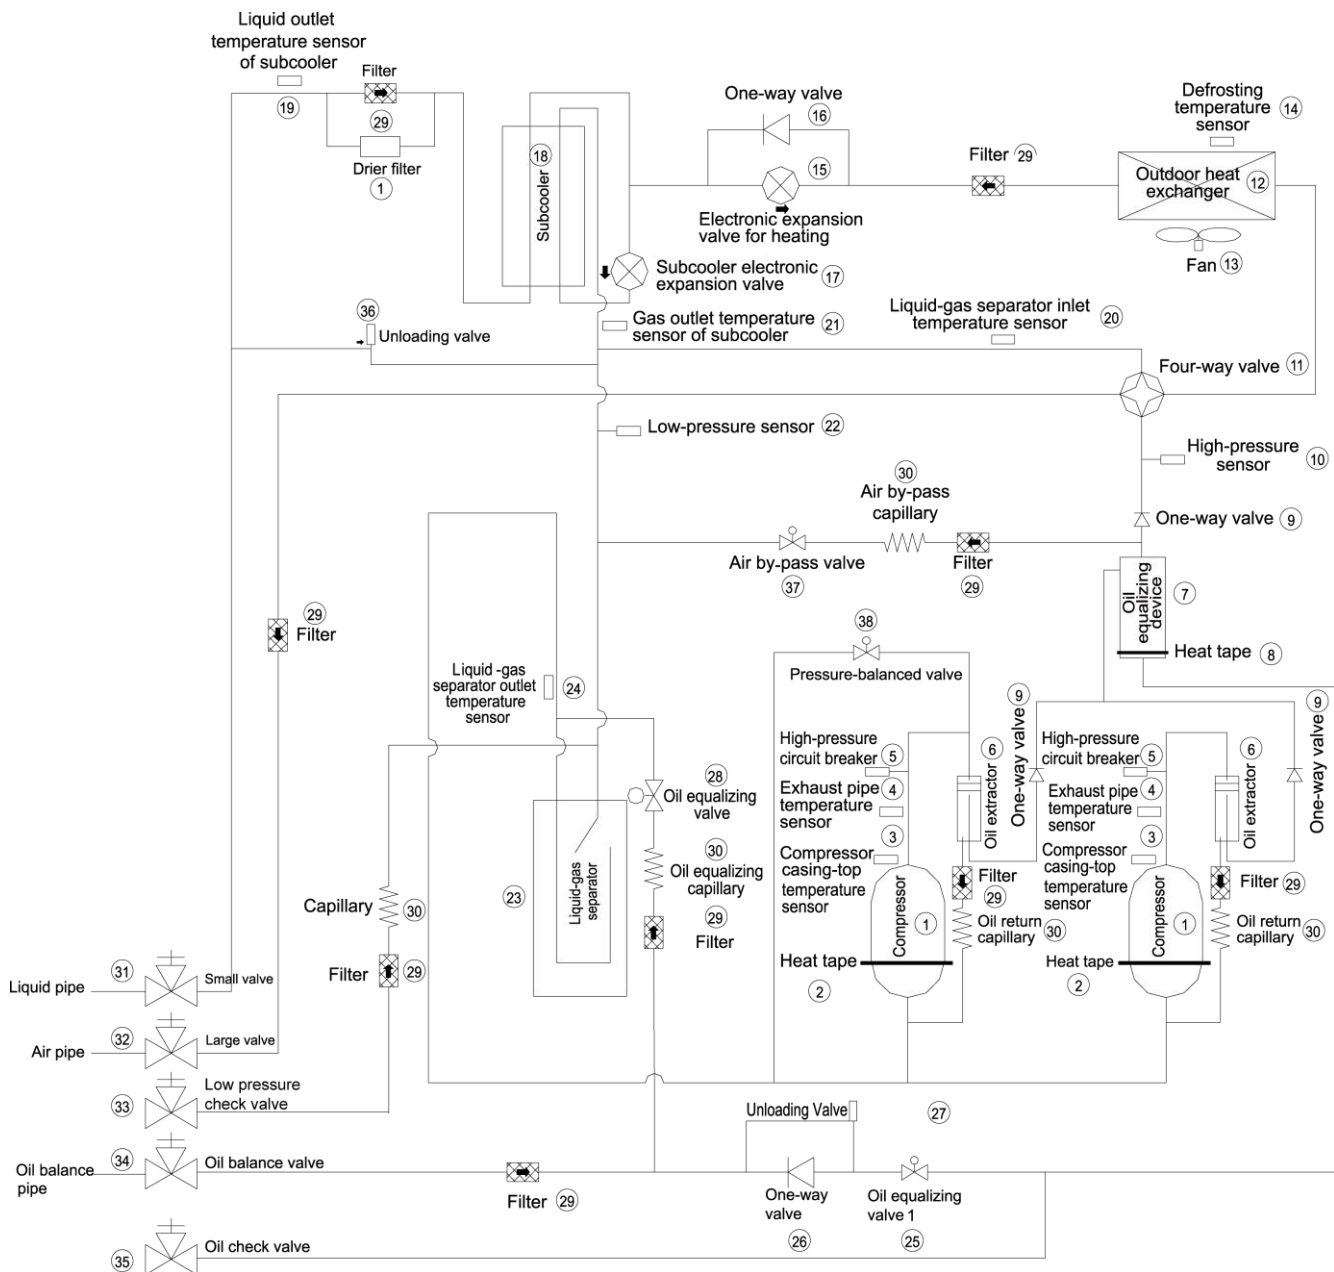 Liquid outlet
temperature sensor
of subcooler
19
Filter
29
Drier filter
1
18
Subcooler
One-way valve
16
15
Electronic expansion
valve for heating
Filter 29
Defrosting
temperature
sensor
14
Outdoor heat
exchanger
12
Fan 13
Subcooler electronic
expansion valve
17
36
Unloading valve
Gas outlet temperature
sensor of subcooler
21
Liquid-gas separator inlet
temperature sensor
20
Four-way valve 11
Low-pressure sensor 22
High-pressure
sensor
10
30
Air by-pass
capillary
One-way valve 9
Air by-pass valve
37
Filter
29
Oil
equalizing
device
7
Heat tape 8
29
Filter
38
Pressure-balanced valve
Liquid -gas
separator outlet
temperature
sensor
24
9
One-way valve
9
One-way valve
High-pressure
circuit breaker
5
6
Oil extractor
High-pressure
circuit breaker
5
6
Oil extractor
28
Oil equalizing
valve
Exhaust pipe
temperature
sensor
4
Exhaust pipe
temperature
sensor
4
30
Oil equalizing
capillary
3
Compressor
casing-top
temperature
sensor
3
Compressor
casing-top
temperature
sensor
23
Liquid-gas
separator
Capillary 30
29
Filter
Filter
29
Filter
29
Compressor
1
Oil return
capillary
30
Compressor
1
Oil return
capillary
30
Filter 29
Heat tape
2
Heat tape
2
31
Liquid pipe
Small valve
32
Air pipe
Large valve
33
Low pressure
check valve
Unloading Valve
27
34
Oil balance
pipe
Oil balance valve
Filter 29
One-way
valve
26
Oil equalizing
valve 1
25
35
Oil check valve